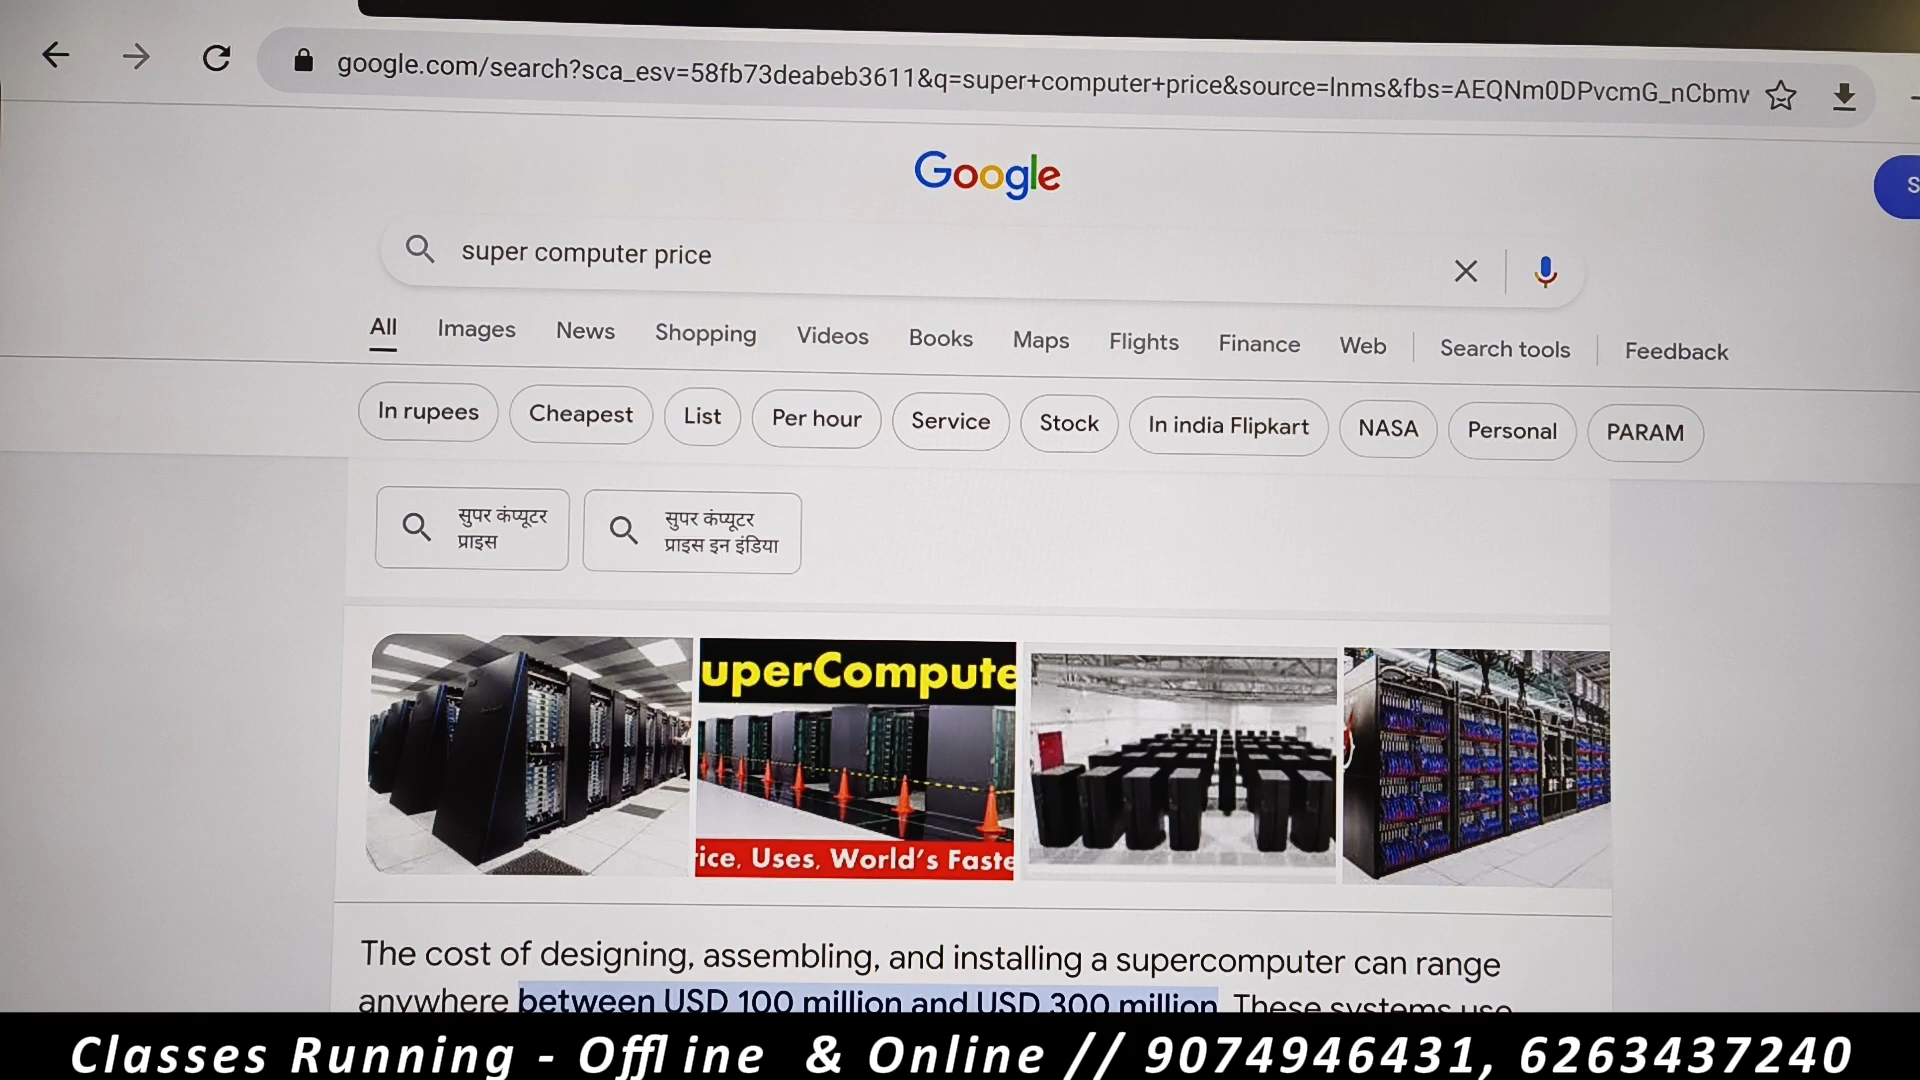 google.com/search?sca_esv=58fb73deabeb3611&q=super+computer+price&source=lnms&fbs=AEQNm0DPvcmG_nCbmv
Google
S
super computer price
All Images News Shopping Videos Books Maps Flights Finance Web Search tools Feedback
In rupees Cheapest List Per hour Service Stock In india Flipkart NASA Personal PARAM
सुपर कंप्यूटर
प्राइस
सुपर कंप्यूटर
प्राइस इन इंडिया
uperCompute
ice, Uses, World's Faste
The cost of designing, assembling, and installing a supercomputer can range
anywhere between USD 100 million and USD 300 million. These systems use
Classes Running - Offline & Online // 9074946431, 6263437240